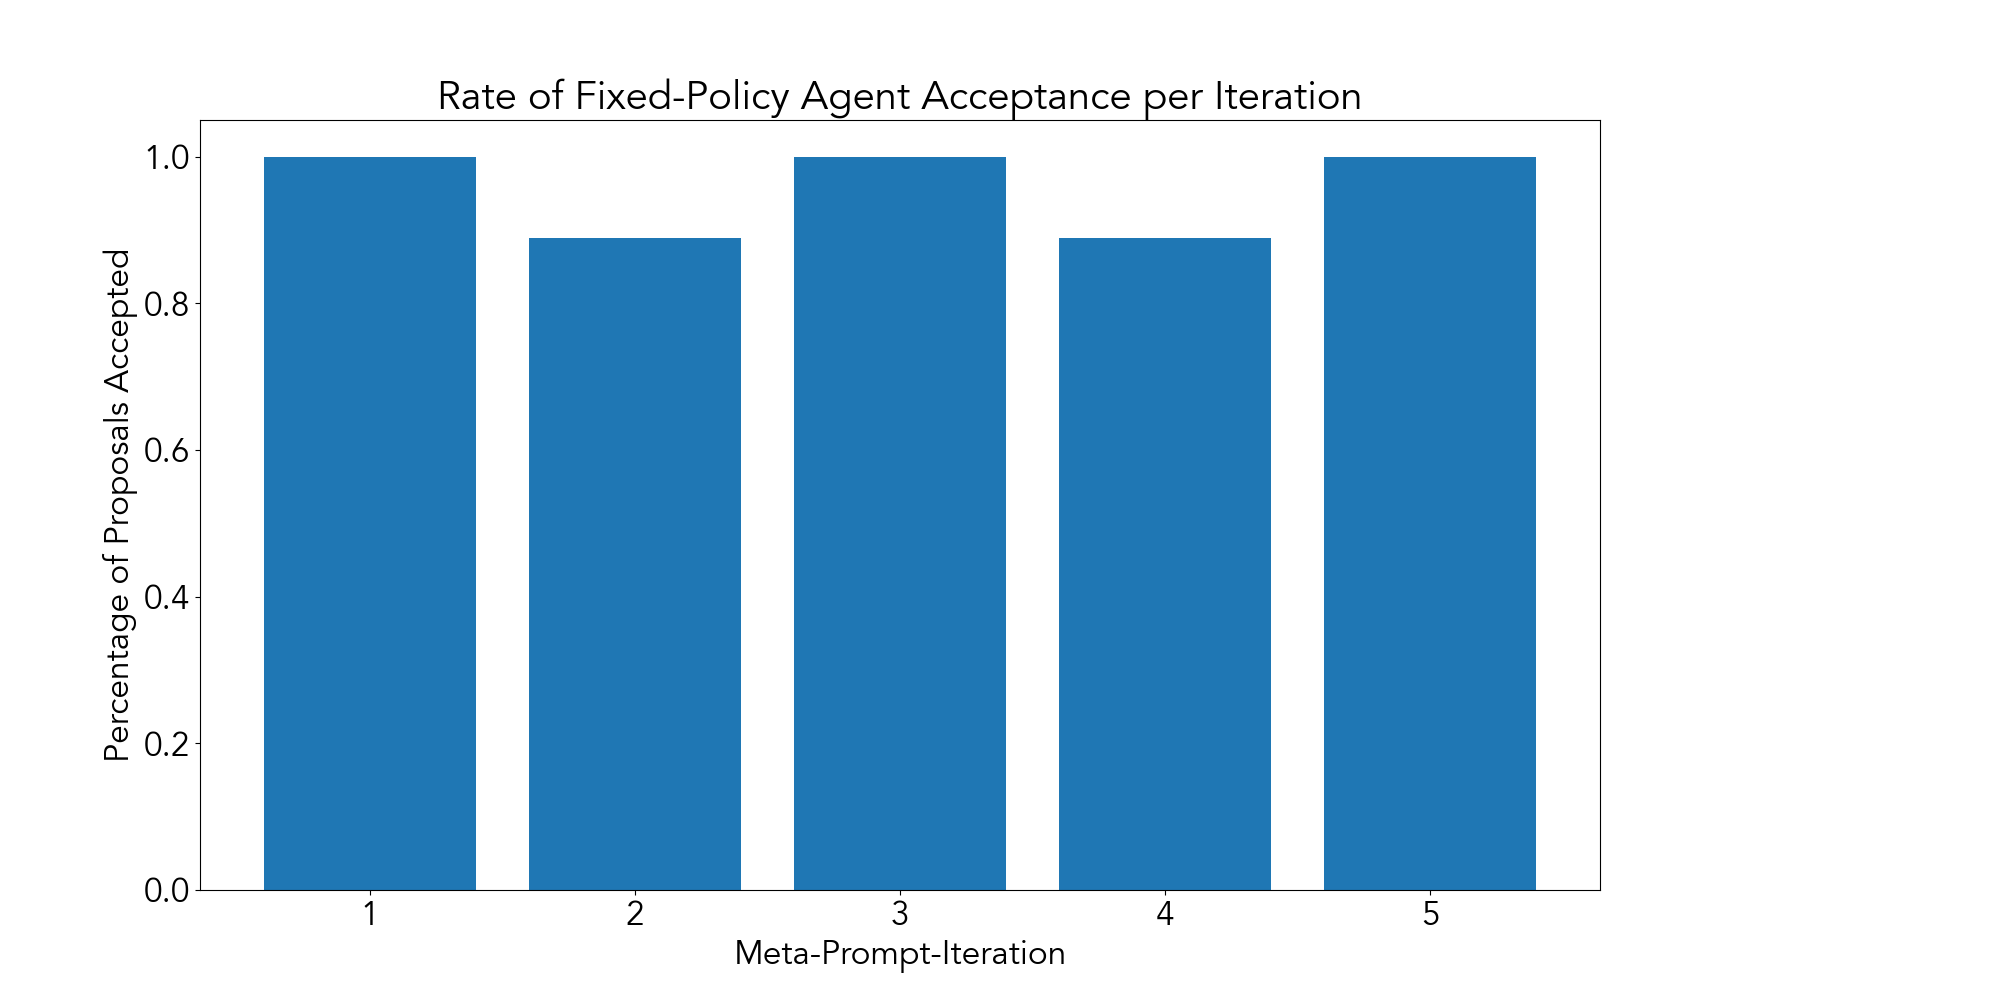 Rate of Fixed-Policy Agent Acceptance per Iteration
Percentage of Proposals Accepted
1.0
0.8
0.6
0.4
0.2
0.0
1 2 3 4 5
Meta-Prompt-Iteration